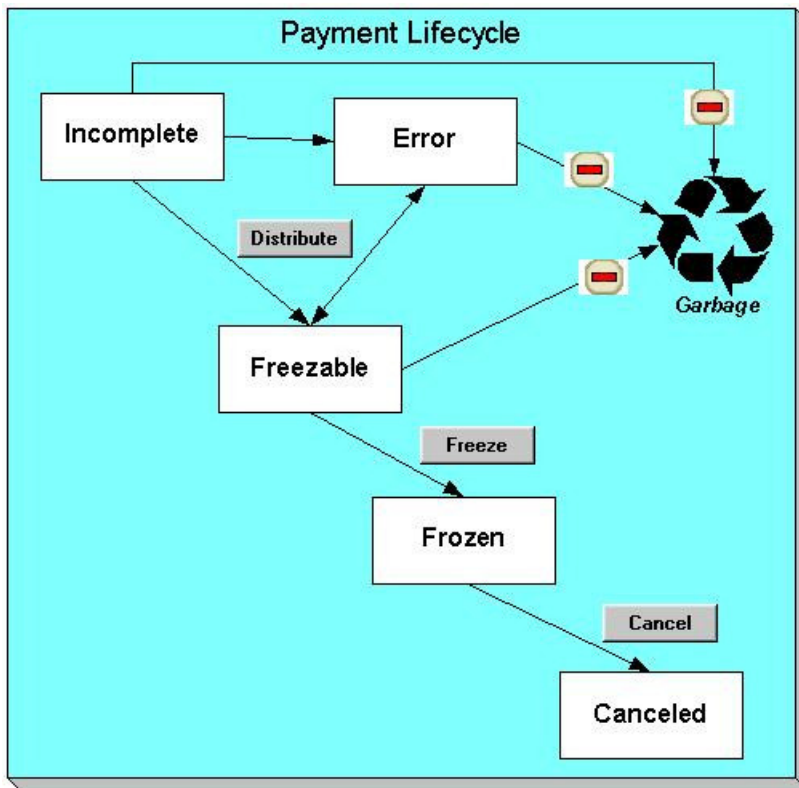 Payment Lifecycle
Incomplete
Error
Distribute
Garbage
Freezable
Freeze
Frozen
Cancel
Canceled